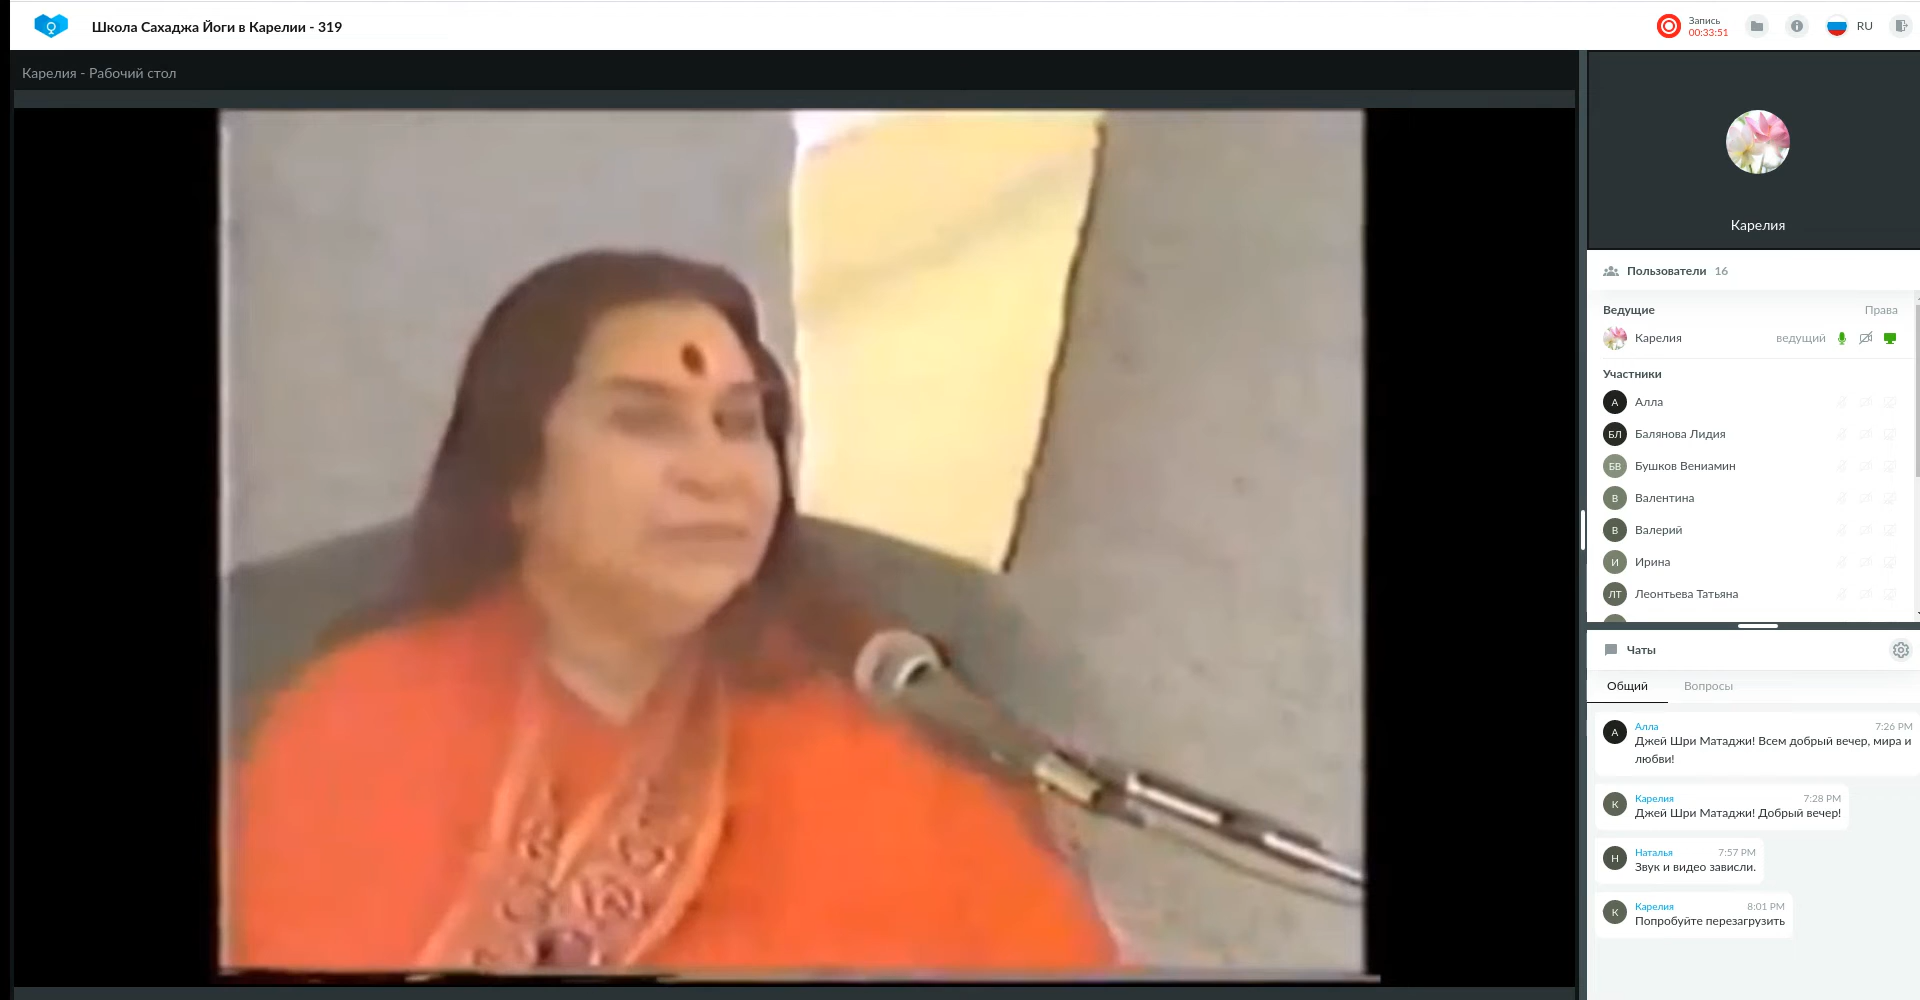 Школа Сахаджа Йоги в Карелии - 319
Запись
00:33:51
RU
Карелия - Рабочий стол
Карелия
Пользователи 16
Ведущие Права
Карелия ведущий
Участники
А Алла
БЛ Балянова Лидия
БВ Бушков Вениамин
В Валентина
В Валерий
И Ирина
ЛТ Леонтьева Татьяна
Чаты
Общий Вопросы
А Алла 7:26 PM
Джей Шри Матаджи! Всем добрый вечер, мира и
любви!
К Карелия 7:28 PM
Джей Шри Матаджи! Добрый вечер!
Н Наталья 7:57 PM
Звук и видео зависли.
К Карелия 8:01 PM
Попробуйте перезагрузить